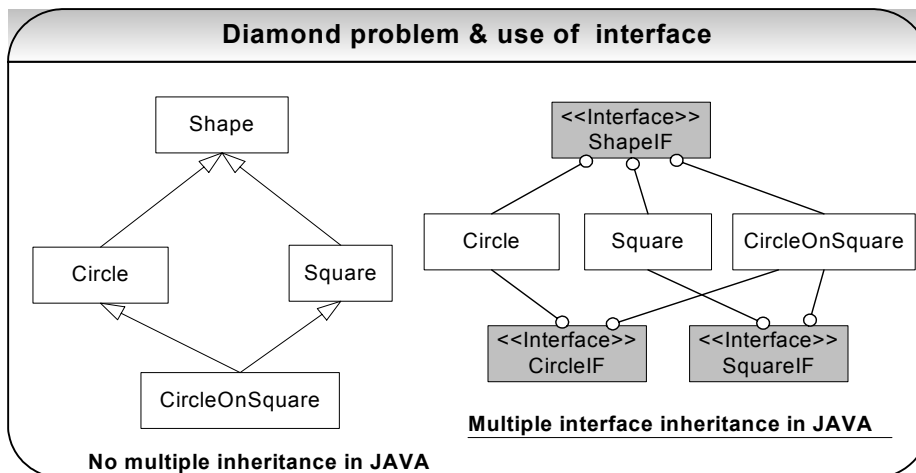 Diamond problem & use of interface
Shape
Circle
Square
CircleOnSquare
No multiple inheritance in JAVA
<<Interface>>
ShapeIF
Circle
Square
CircleOnSquare
<<Interface>>
CircleIF
<<Interface>>
SquareIF
Multiple interface inheritance in JAVA